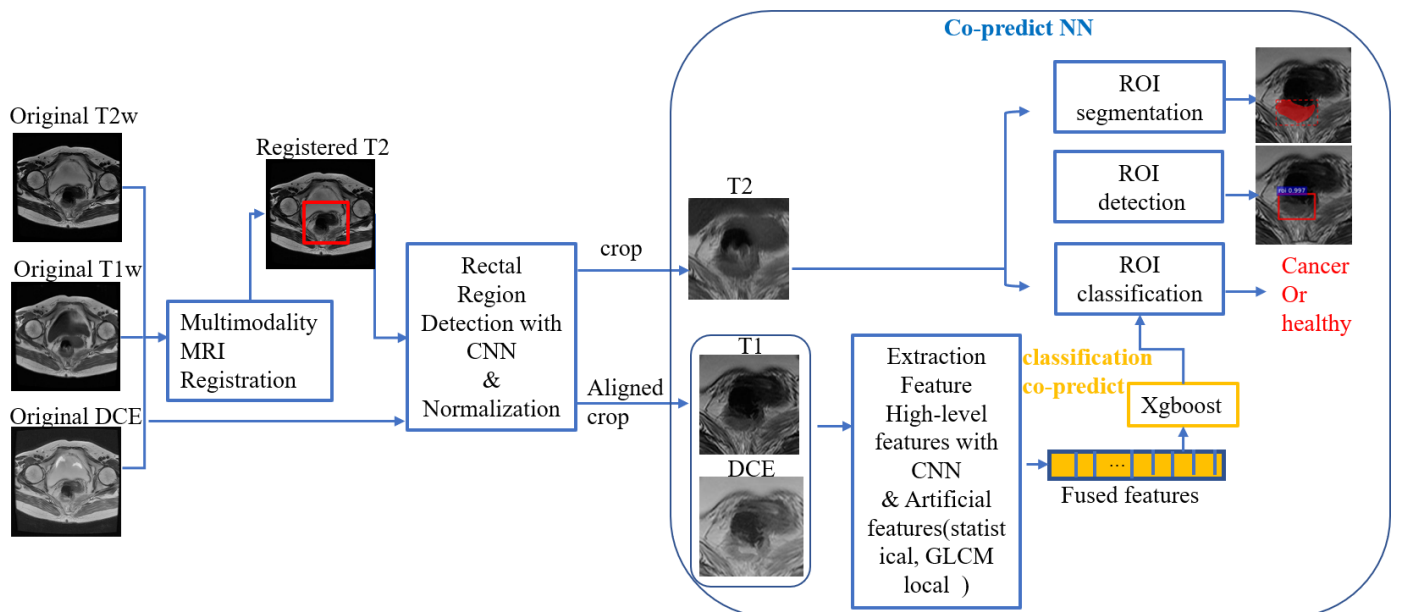 Co-predict NN
Original T2w
Registered T2
Original T1w
Original DCE
Multimodality
MRI
Registration
Rectal
Region
Detection with
CNN
&
Normalization
crop
Aligned
crop
T2
T1
DCE
Extraction
Feature
High-level
features with
CNN
& Artificial
features(statist
ical, GLCM
local  )
classification
co-predict
Xgboost
...
Fused features
ROI
segmentation
ROI
detection
ROI
classification
0.997
Cancer
Or
healthy